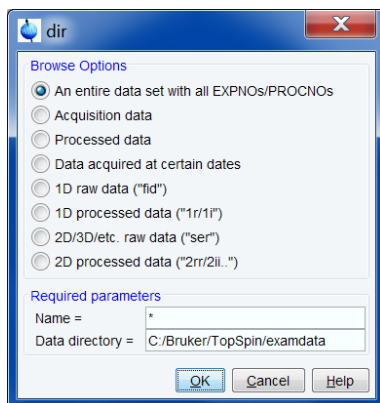 dir
X
Browse Options
An entire data set with all EXPNOs/PROCNOs
Acquisition data
Processed data
Data acquired at certain dates
1D raw data ("fid")
1D processed data ("1r/1i")
2D/3D/etc. raw data ("ser")
2D processed data ("2rr/2ii..")
Required parameters
Name = *
Data directory = C:/Bruker/TopSpin/examdata
OK Cancel Help